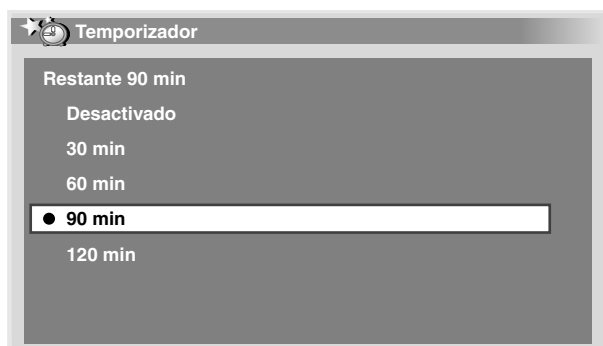 Temporizador
Restante 90 min
Desactivado
30 min
60 min
90 min
120 min